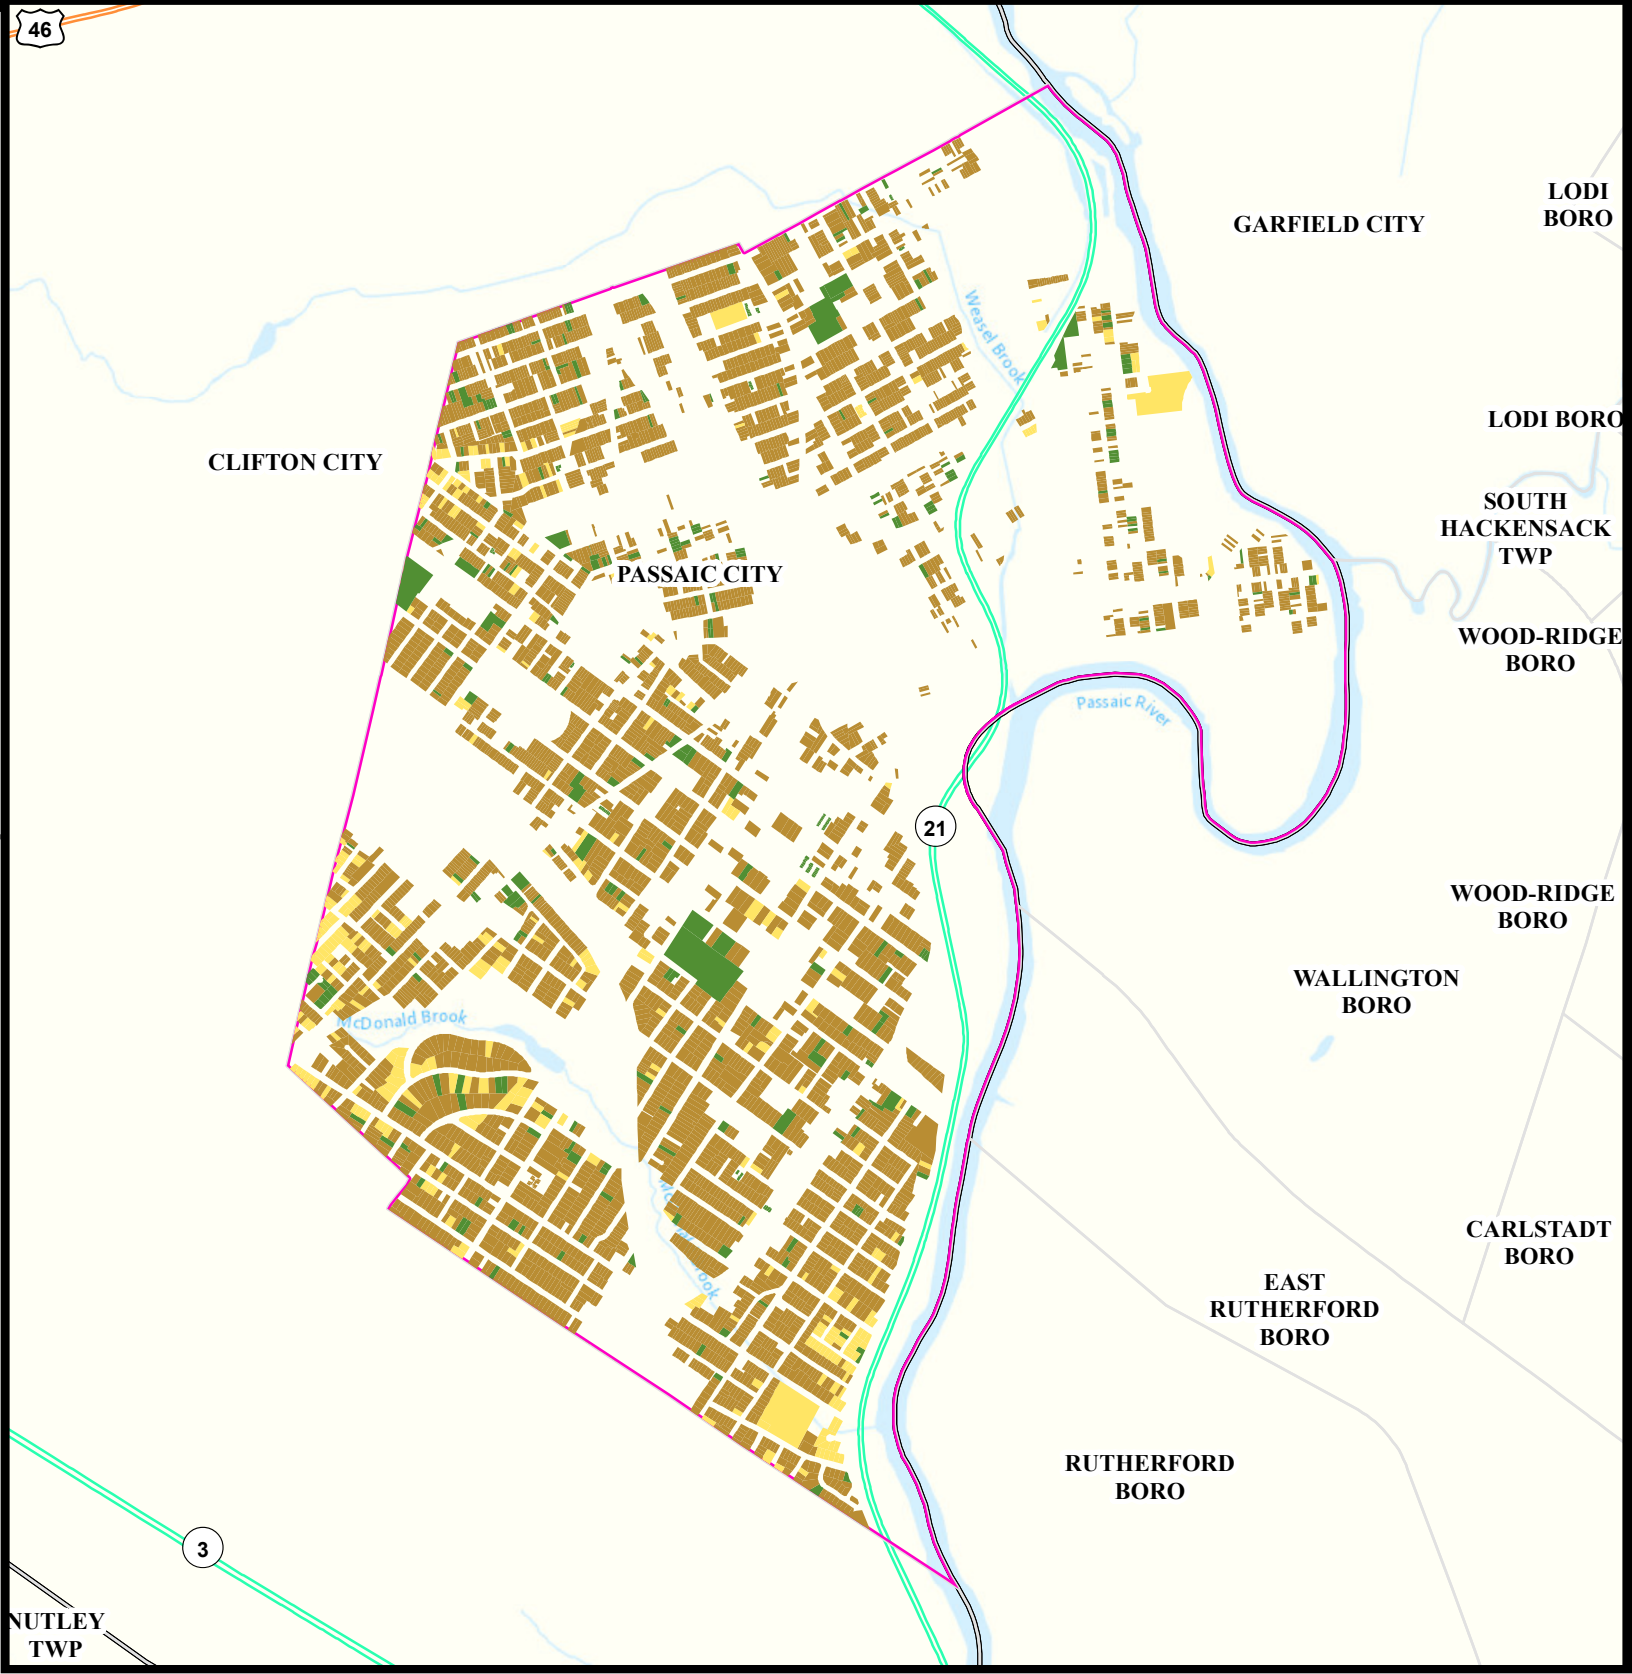 46
LODI
BORO
GARFIELD CITY
Weasel Brook
LODI BORO
CLIFTON CITY
SOUTH
HACKENSACK
TWP
PASSAIC CITY
WOOD-RIDGE
BORO
Passaic River
21
WOOD-RIDGE
BORO
WALLINGTON
BORO
McDonald Brook
CARLSTADT
BORO
EAST
RUTHERFORD
BORO
RUTHERFORD
BORO
3
NUTLEY
TWP